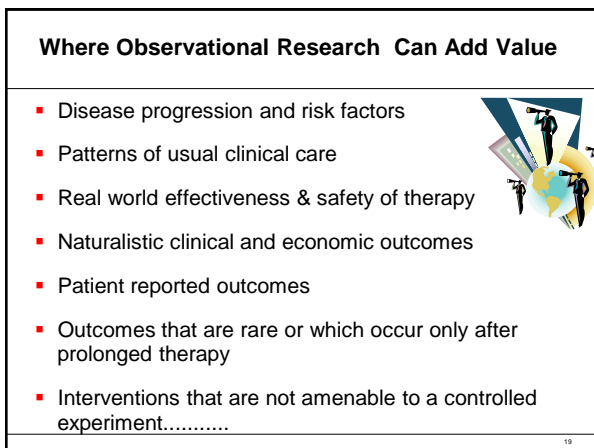 Where Observational Research Can Add Value
▪ Disease progression and risk factors
▪ Patterns of usual clinical care
▪ Real world effectiveness & safety of therapy
▪ Naturalistic clinical and economic outcomes
▪ Patient reported outcomes
▪ Outcomes that are rare or which occur only after
prolonged therapy
▪ Interventions that are not amenable to a controlled
experiment...........
19